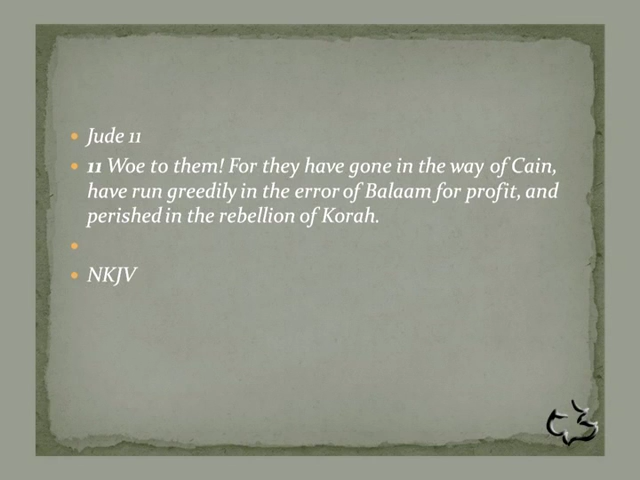 Jude 11
11 Woe to them! For they have gone in the way of Cain,
have run greedily in the error of Balaam for profit, and
perished in the rebellion of Korah.
NKJV